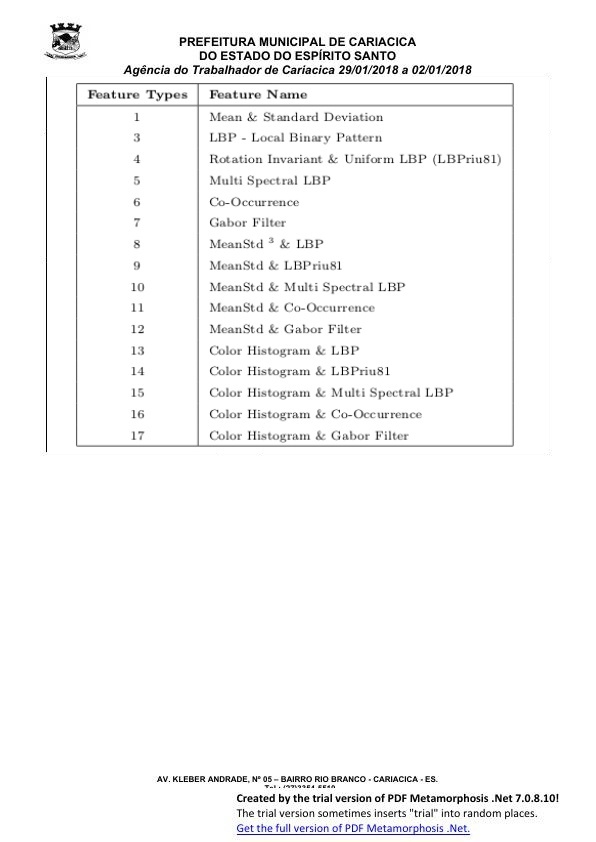 PREFEITURA MUNICIPAL DE CARIACICA
DO ESTADO DO ESPÍRITO SANTO
Agência do Trabalhador de Cariacica 29/01/2018 a 02/01/2018
Feature Types Feature Name
1 Mean & Standard Deviation
3 LBP - Local Binary Pattern
4 Rotation Invariant & Uniform LBP (LBPriu81)
5 Multi Spectral LBP
6 Co-Occurrence
7 Gabor Filter
8 MeanStd ³ & LBP
9 MeanStd & LBPriu81
10 MeanStd & Multi Spectral LBP
11 MeanStd & Co-Occurrence
12 MeanStd & Gabor Filter
13 Color Histogram & LBP
14 Color Histogram & LBPriu81
15 Color Histogram & Multi Spectral LBP
16 Color Histogram & Co-Occurrence
17 Color Histogram & Gabor Filter
AV. KLEBER ANDRADE, Nº 05 – BAIRRO RIO BRANCO - CARIACICA - ES.
Created by the trial version of PDF Metamorphosis .Net 7.0.8.10!
The trial version sometimes inserts "trial" into random places.
Get the full version of PDF Metamorphosis .Net.